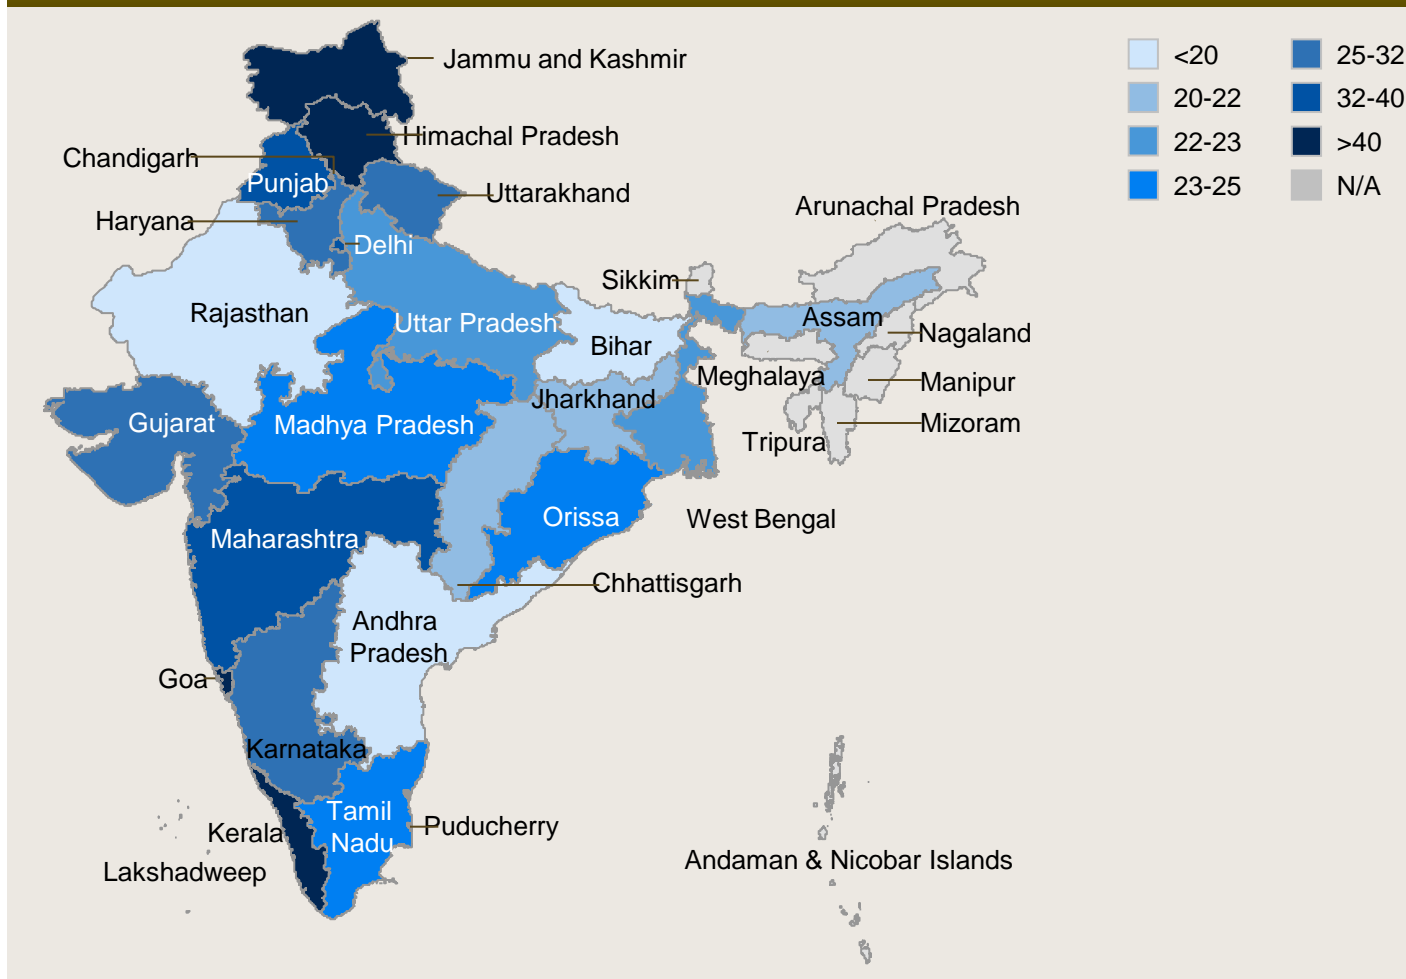 Jammu and Kashmir
<20
25-32
20-22
32-40
Himachal Pradesh
22-23
>40
Chandigarh
Punjab
23-25
N/A
Uttarakhand
Arunachal Pradesh
Haryana
Delhi
Sikkim
Rajasthan
Uttar Pradesh
Assam
Nagaland
Bihar
Meghalaya
Manipur
Jharkhand
Gujarat
Madhya Pradesh
Mizoram
Tripura
Orissa
West Bengal
Maharashtra
Chhattisgarh
Andhra
Pradesh
Goa
Karnataka
Tamil
Nadu
Puducherry
Kerala
Andaman & Nicobar Islands
Lakshadweep